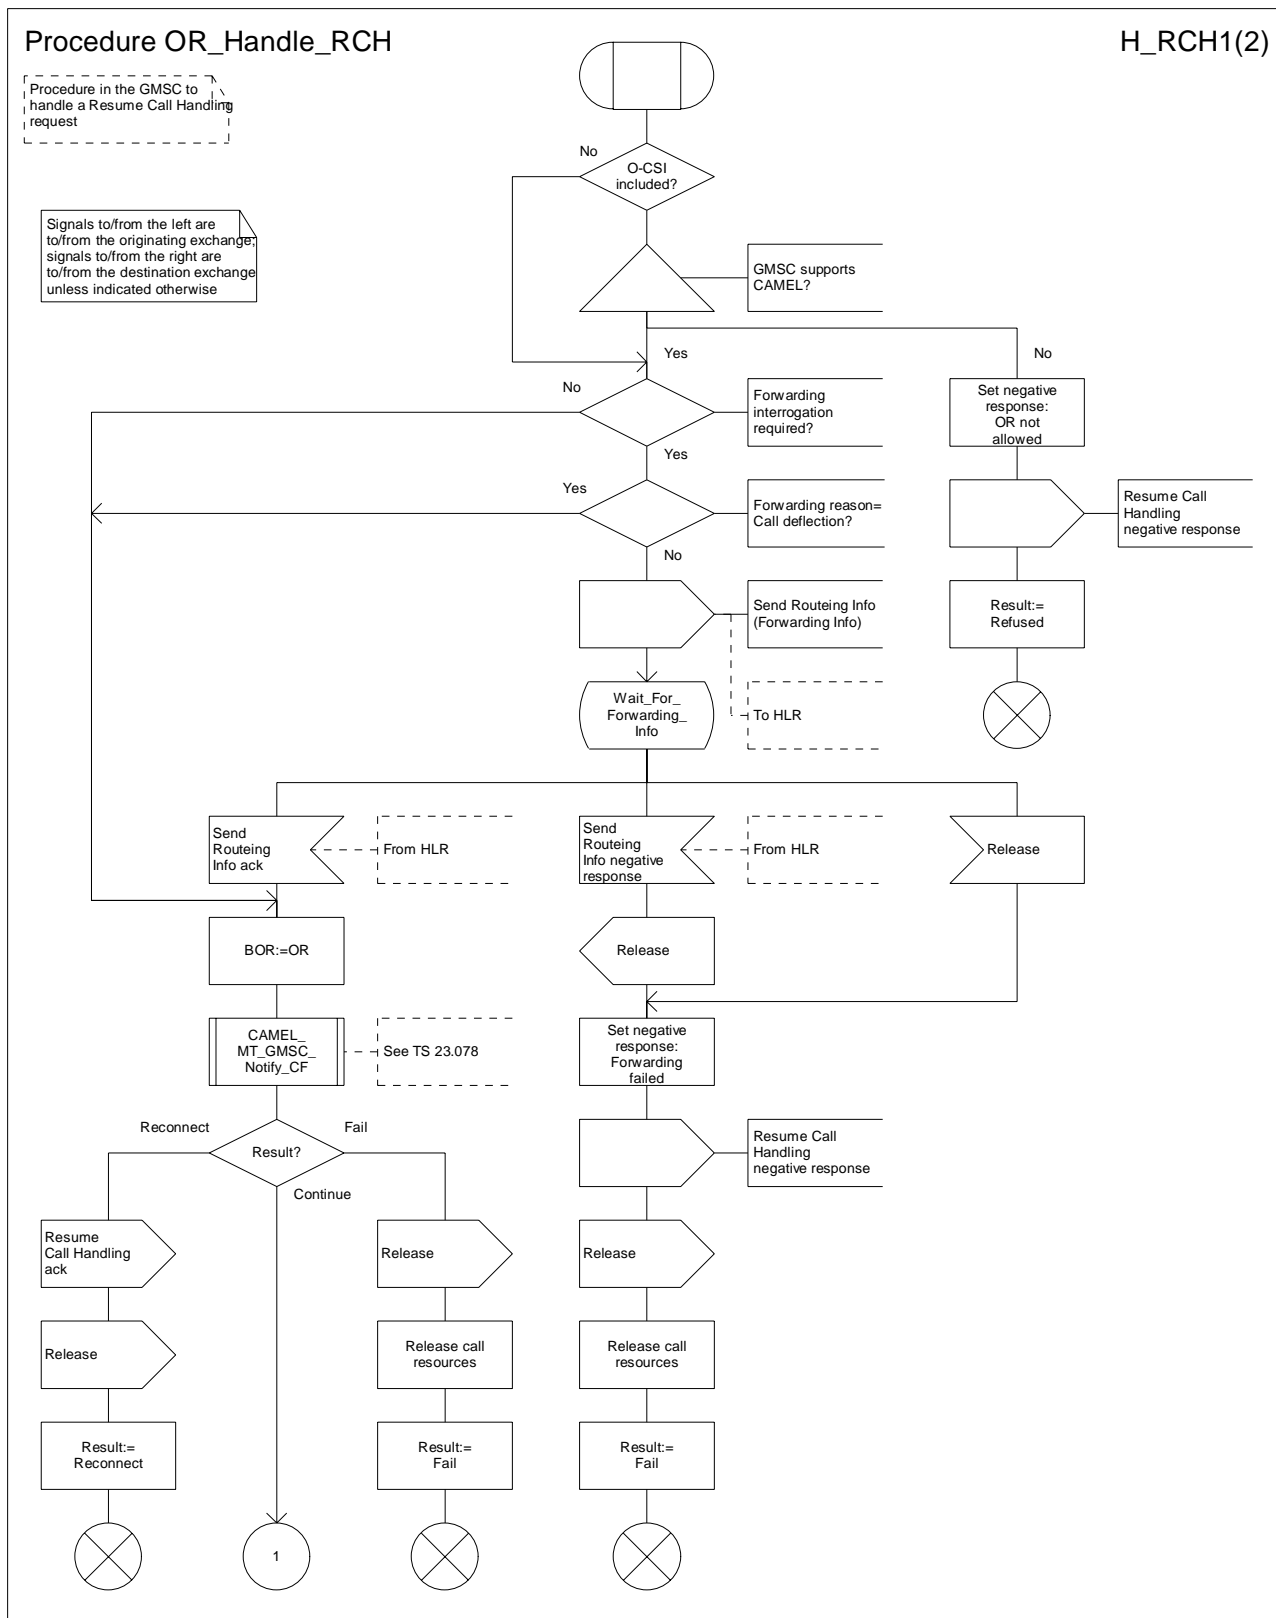 Procedure OR_Handle_RCH
H_RCH1(2)
Procedure in the GMSC to
handle a Resume Call Handling
request
No
O-CSI
included?
Signals to/from the left are
to/from the originating exchange;
signals to/from the right are
to/from the destination exchange
unless indicated otherwise
GMSC supports
CAMEL?
Yes
No
No
Forwarding
interrogation
required?
Set negative
response:
OR not
allowed
Yes
Yes
Forwarding reason=
Call deflection?
Resume Call
Handling
negative response
No
Send Routeing Info
(Forwarding Info)
Result:=
Refused
Wait_For_
Forwarding_
Info
To HLR
Send
Routeing
Info ack
From HLR
Send
Routeing
Info negative
response
From HLR
Release
BOR:=OR
Release
CAMEL_
MT_GMSC_
Notify_CF
See TS 23.078
Set negative
response:
Forwarding
failed
Reconnect
Fail
Result?
Continue
Resume Call
Handling
negative response
Resume
Call Handling
ack
Release
Release
Release
Release call
resources
Release call
resources
Result:=
Reconnect
Result:=
Fail
Result:=
Fail
1